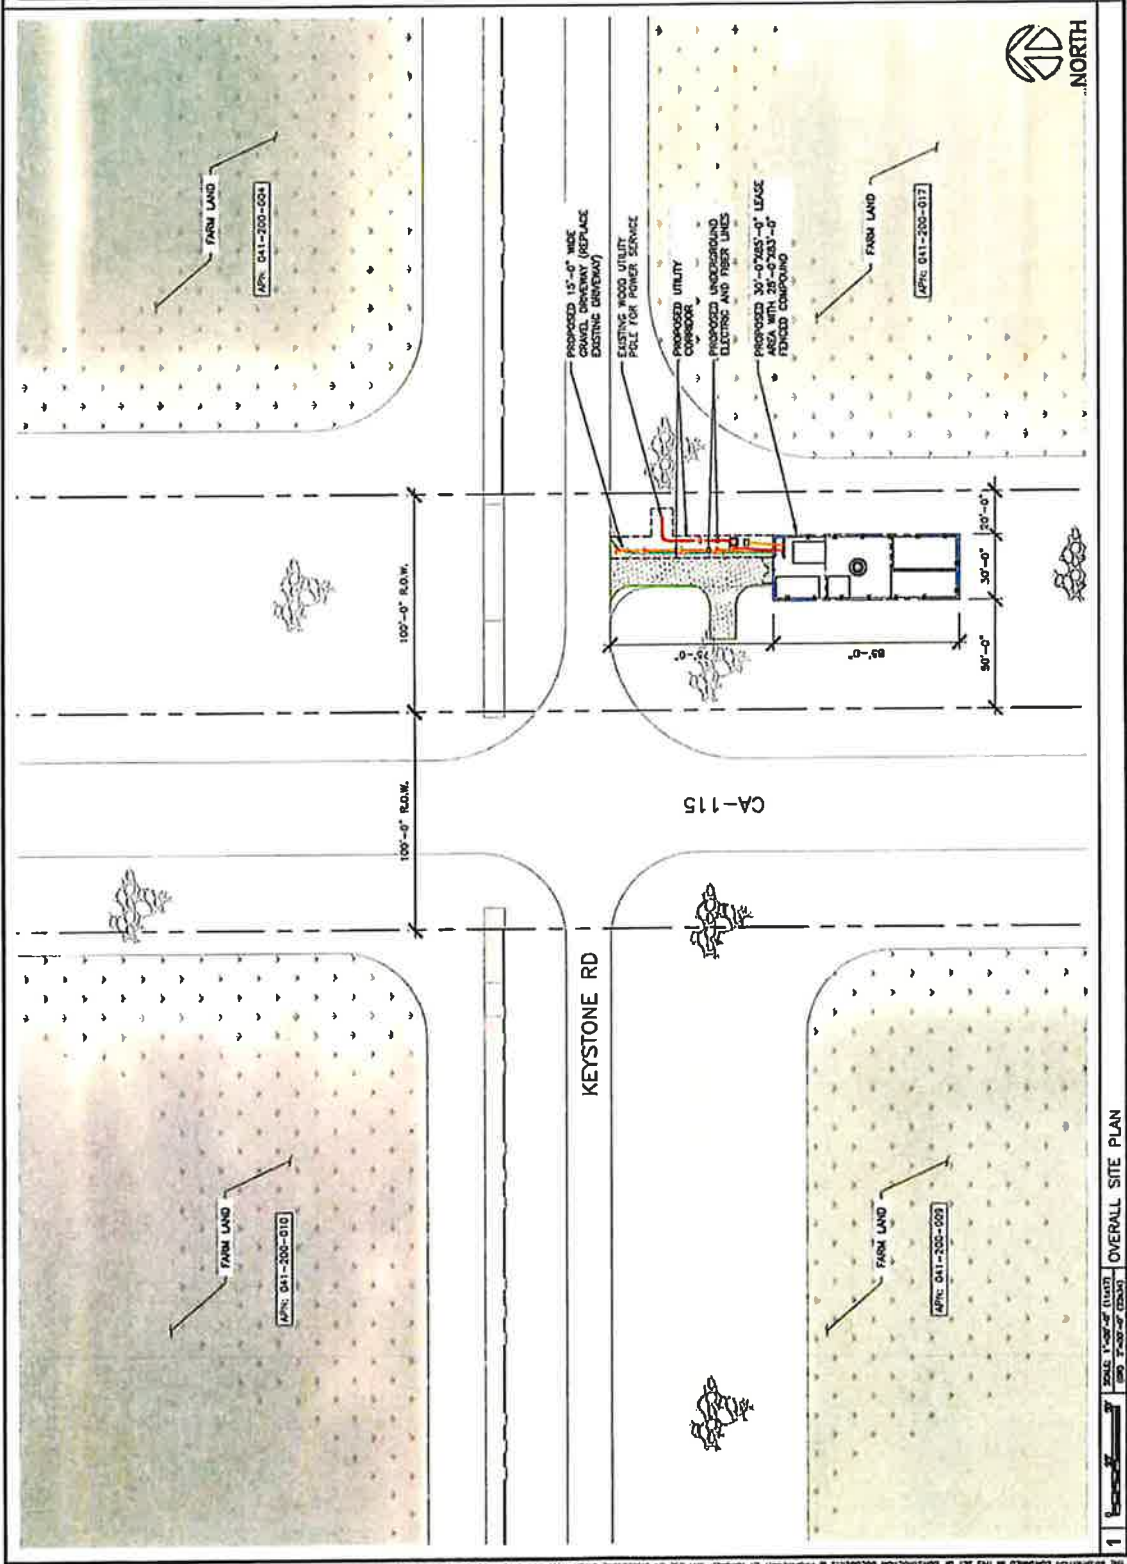 NORTH
FARM LAND
APN: 041-200-004
FARM LAND
APN: 041-200-017
PROPOSED 15'-0" WIDE
GRAVEL DRIVEWAY (REPLACE
EXISTING DRIVEWAY)
EXISTING WOOD UTILITY
POLE FOR POWER SERVICE
PROPOSED UTILITY
CORRIDOR
PROPOSED UNDERGROUND
ELECTRIC AND FIBER LINES
PROPOSED 30'-0"X85'-0" LEASE
AREA WITH 28'-0"X83'-0"
FENCED COMPOUND
100'-0" R.O.W.
100'-0" R.O.W.
20'-0"
30'-0"
50'-0"
75'-0"
85'-0"
CA-115
KEYSTONE RD
FARM LAND
APN: 041-200-010
FARM LAND
APN: 041-200-009
1
OVERALL SITE PLAN